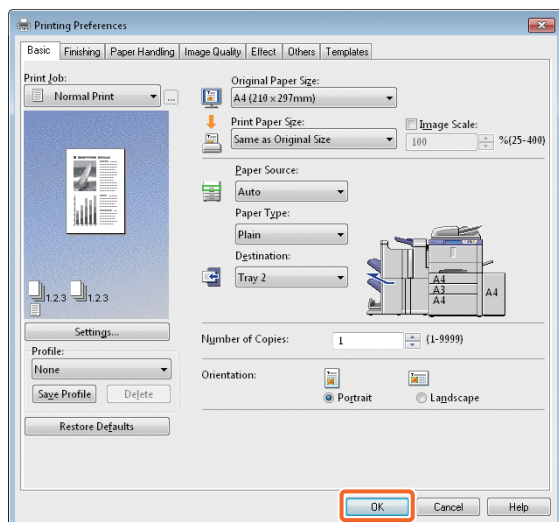 Printing Preferences
Basic Finishing Paper Handling Image Quality Effect Others Templates
Print Job:
Normal Print ...
1.2.3 1.2.3
Settings...
Profile:
None
Save Profile Delete
Restore Defaults
Original Paper Size:
A4 (210 x 297mm)
Print Paper Size:
Same as Original Size
Image Scale:
100 %(25-400)
Paper Source:
Auto
Paper Type:
Plain
Destination:
Tray 2
A4
A3
A4
A4
Number of Copies: 1 (1-9999)
Orientation:
Portrait Landscape
OK Cancel Help